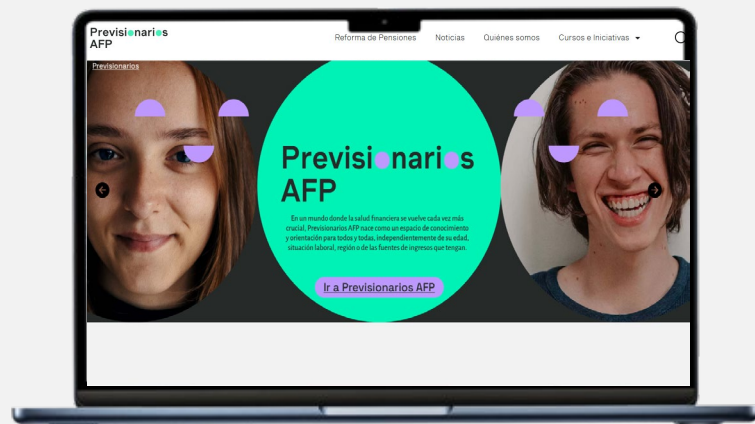 Previsionarios
AFP
Reforma de Pensiones
Noticias
Quiénes somos
Cursos e Iniciativas
Previsionarios
Previsionarios
AFP
En un mundo donde la salud financiera se vuelve cada vez más
crucial, Previsionarios AFP nace como un espacio de conocimiento
y orientación para todos y todas, independientemente de su edad,
situación laboral, región o de las fuentes de ingresos que tengan.
Ir a Previsionarios AFP